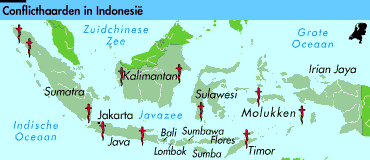 Conflicthaarden in Indonesië
Zuidchinese
Zee
Grote
Oceaan
Kalimantan
Irian Jaya
Sumatra
Sulawesi
Molukken
Jakarta
Javazee
Indische
Oceaan
Java
Bali
Sumbawa
Flores
Lombok
Sumba
Timor